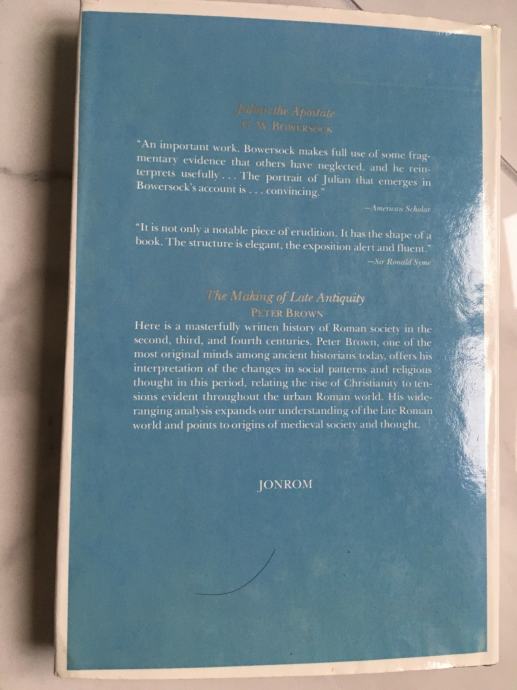 Julian the Apostate
G. W. BOWERSOCK
"An important work. Bowersock makes full use of some frag-
mentary evidence that others have neglected, and he rein-
terprets usefully . . . The portrait of Julian that emerges in
Bowersock's account is . . . convincing."
—American Scholar
"It is not only a notable piece of erudition. It has the shape of a
book. The structure is elegant, the exposition alert and fluent."
—Sir Ronald Syme
The Making of Late Antiquity
PETER BROWN
Here is a masterfully written history of Roman society in the
second, third, and fourth centuries. Peter Brown, one of the
most original minds among ancient historians today, offers his
interpretation of the changes in social patterns and religious
thought in this period, relating the rise of Christianity to ten-
sions evident throughout the urban Roman world. His wide-
ranging analysis expands our understanding of the late Roman
world and points to origins of medieval society and thought.
JONROM